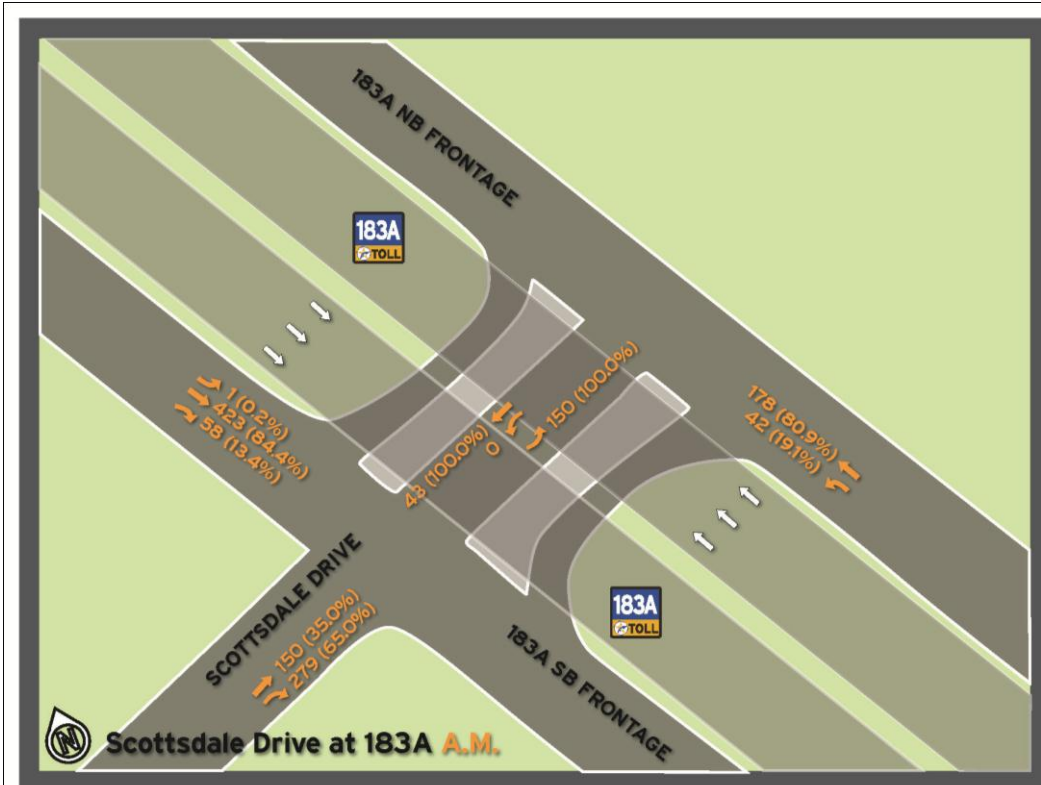 183A NB FRONTAGE
183A
TOLL
1 (0.2%)
423 (84.4%)
58 (13.4%)
150 (100.0%)
43 (100.0%)
0
178 (80.9%)
42 (19.1%)
SCOTTSDALE DRIVE
150 (35.0%)
279 (65.0%)
183A
TOLL
183A SB FRONTAGE
N
Scottsdale Drive at 183A A.M.